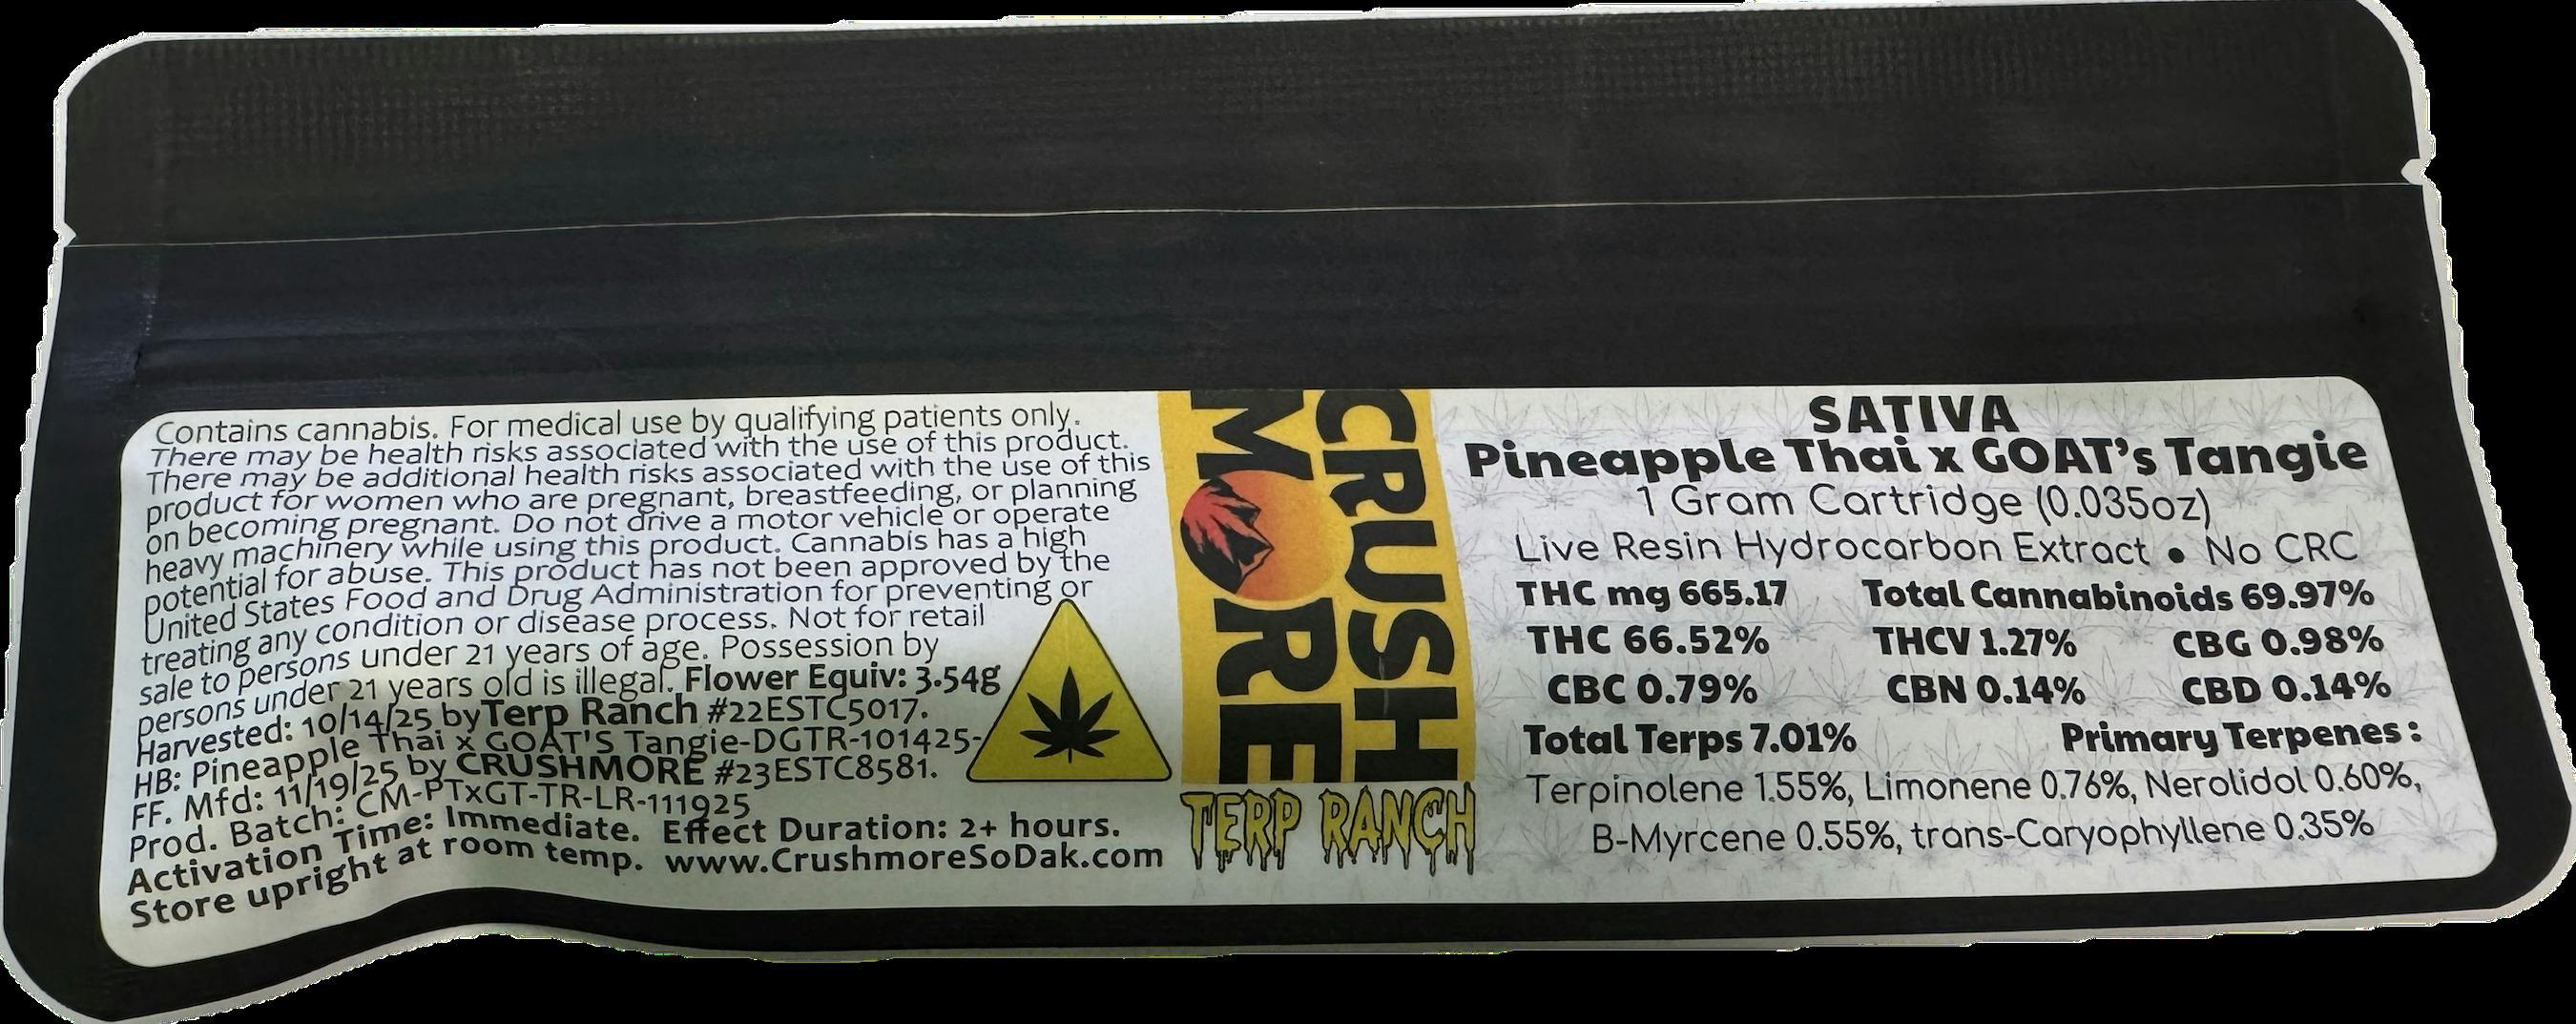 Contains cannabis. For medical use by qualifying patients only.
There may be health risks associated with the use of this product.
There may be additional health risks associated with the use of this
product for women who are pregnant, breastfeeding, or planning
on becoming pregnant. Do not drive a motor vehicle or operate
heavy machinery while using this product. Cannabis has a high
potential for abuse. This product has not been approved by the
United States Food and Drug Administration for preventing or
treating any condition or disease process. Not for retail
sale to persons under 21 years of age. Possession by
persons under 21 years old is illegal. Flower Equiv: 3.54g
Harvested: 10/14/25 by Terp Ranch #22ESTC5017.
HB: Pineapple Thai x GOAT'S Tangie-DGTR-101425-
FF. Mfd: 11/19/25 by CRUSHMORE #23ESTC8581.
Prod. Batch: CM-PTxGT-TR-LR-111925
Activation Time: Immediate. Effect Duration: 2+ hours.
Store upright at room temp. www.CrushmoreSoDak.com
CRUSH
MORE
TERP RANCH
SATIVA
Pineapple Thai x GOAT's Tangie
1 Gram Cartridge (0.035oz)
Live Resin Hydrocarbon Extract • No CRC
THC mg 665.17 Total Cannabinoids 69.97%
THC 66.52% THCV 1.27% CBG 0.98%
CBC 0.79% CBN 0.14% CBD 0.14%
Total Terps 7.01% Primary Terpenes:
Terpinolene 1.55%, Limonene 0.76%, Nerolidol 0.60%,
B-Myrcene 0.55%, trans-Caryophyllene 0.35%